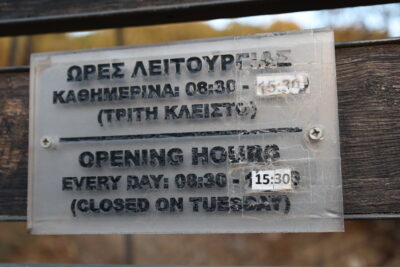 ΩΡΕΣ ΛΕΙΤΟΥΡΓΙΑΣ
ΚΑΘΗΜΕΡΙΝΑ: 08:30 - 15:30
(ΤΡΙΤΗ ΚΛΕΙΣΤΟ)
OPENING HOURS
EVERY DAY: 08:30 - 15:30
(CLOSED ON TUESDAY)